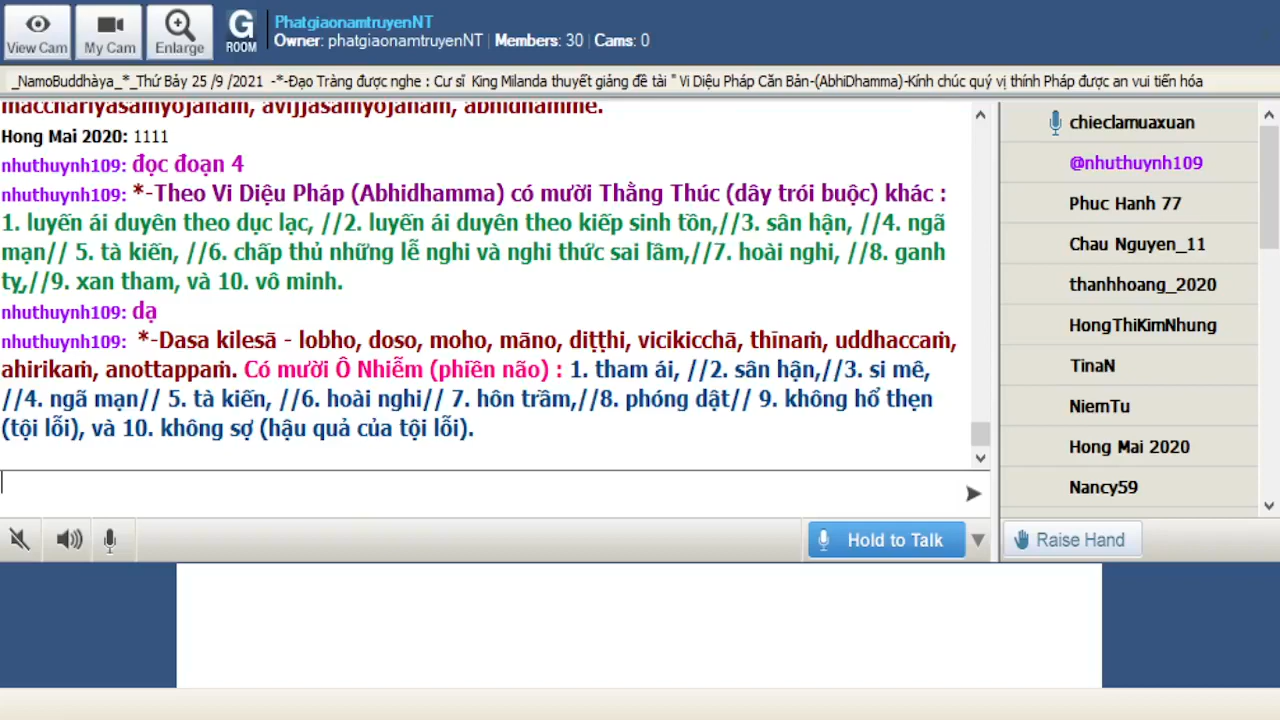 View Cam
My Cam
Enlarge
G
ROOM
PhatgiaonamtruyenNT
Owner: phatgiaonamtruyenNT | Members: 30 | Cams: 0
_NamoBuddhàya_*_Thứ Bảy 25 /9 /2021 -*-Đạo Tràng được nghe : Cư sĩ King Milanda thuyết giảng đề tài " Vi Diệu Pháp Căn Bản-(AbhiDhamma)-Kính chúc quý vị thính Pháp được an vui tiến hóa
macchariyasaṁyojanaṁ, avijjāsaṁyojanaṁ, abhidhamme.
Hong Mai 2020: 1111
nhuthuynh109: đọc đoạn 4
nhuthuynh109: *-Theo Vi Diệu Pháp (Abhidhamma) có mười Thằng Thúc (dây trói buộc) khác :
1. luyến ái duyên theo dục lạc, //2. luyến ái duyên theo kiếp sinh tồn,//3. sân hận, //4. ngã
mạn// 5. tà kiến, //6. chấp thủ những lễ nghi và nghi thức sai lầm,//7. hoài nghi, //8. ganh
tỵ,//9. xan tham, và 10. vô minh.
nhuthuynh109: dạ
nhuthuynh109: *-Dasa kilesā - lobho, doso, moho, māno, diṭṭhi, vicikicchā, thīnaṁ, uddhaccaṁ,
ahirikaṁ, anottappaṁ. Có mười Ô Nhiễm (phiền não) : 1. tham ái, //2. sân hận,//3. si mê,
//4. ngã mạn// 5. tà kiến, //6. hoài nghi// 7. hôn trầm,//8. phóng dật// 9. không hổ thẹn
(tội lỗi), và 10. không sợ (hậu quả của tội lỗi).
chieclamuaxuan
@nhuthuynh109
Phuc Hanh 77
Chau Nguyen_11
thanhhoang_2020
HongThiKimNhung
TinaN
NiemTu
Hong Mai 2020
Nancy59
Hold to Talk
Raise Hand